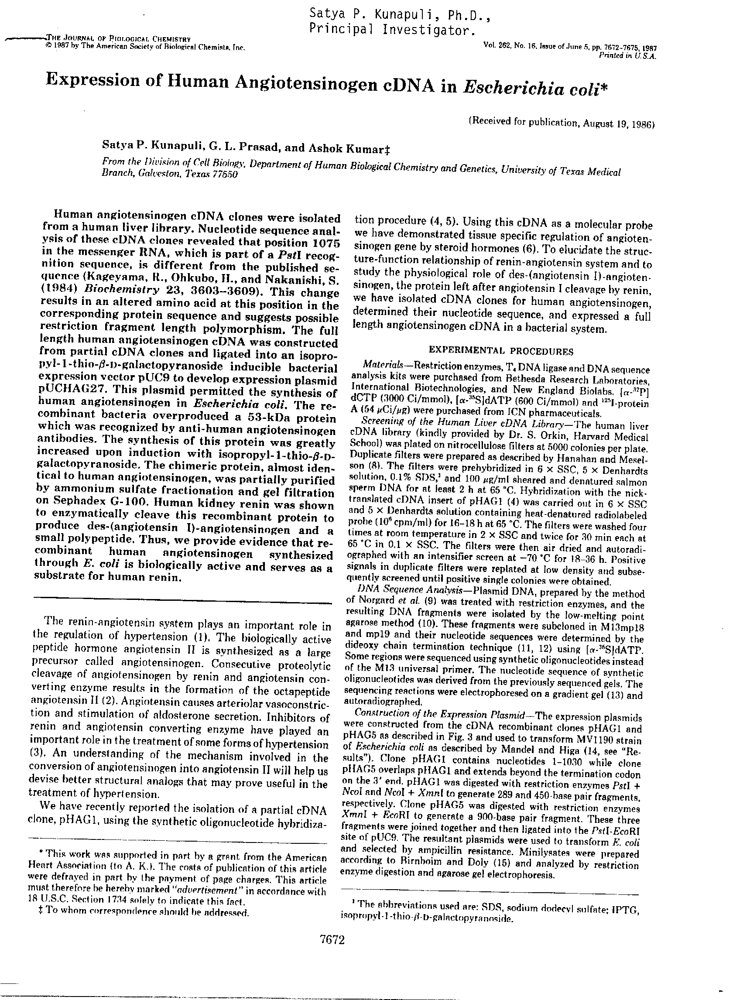 Satya P. Kunapuli, Ph.D.,
Principal Investigator.
THE JOURNAL OF BIOLOGICAL CHEMISTRY
© 1987 by The American Society of Biological Chemists, Inc.
Vol. 262, No. 16, Issue of June 5, pp. 7672-7675, 1987
Printed in U.S.A.
Expression of Human Angiotensinogen cDNA in Escherichia coli*
(Received for publication, August 19, 1986)
Satya P. Kunapuli, G. L. Prasad, and Ashok Kumar‡
From the Division of Cell Biology, Department of Human Biological Chemistry and Genetics, University of Texas Medical
Branch, Galveston, Texas 77550
Human angiotensinogen cDNA clones were isolated
from a human liver library. Nucleotide sequence anal-
ysis of these cDNA clones revealed that position 1075
in the messenger RNA, which is part of a PstI recog-
nition sequence, is different from the published se-
quence (Kageyama, R., Ohkubo, H., and Nakanishi, S.
(1984) Biochemistry 23, 3603-3609). This change
results in an altered amino acid at this position in the
corresponding protein sequence and suggests possible
restriction fragment length polymorphism. The full
length human angiotensinogen cDNA was constructed
from partial cDNA clones and ligated into an isopro-
pyl-1-thio-β-D-galactopyranoside inducible bacterial
expression vector pUC9 to develop expression plasmid
pUCHAG27. This plasmid permitted the synthesis of
human angiotensinogen in Escherichia coli. The re-
combinant bacteria overproduced a 53-kDa protein
which was recognized by anti-human angiotensinogen
antibodies. The synthesis of this protein was greatly
increased upon induction with isopropyl-1-thio-β-D-
galactopyranoside. The chimeric protein, almost iden-
tical to human angiotensinogen, was partially purified
by ammonium sulfate fractionation and gel filtration
on Sephadex G-100. Human kidney renin was shown
to enzymatically cleave this recombinant protein to
produce des-(angiotensin I)-angiotensinogen and a
small polypeptide. Thus, we provide evidence that re-
combinant human angiotensinogen synthesized
through E. coli is biologically active and serves as a
substrate for human renin.
The renin-angiotensin system plays an important role in
the regulation of hypertension (1). The biologically active
peptide hormone angiotensin II is synthesized as a large
precursor called angiotensinogen. Consecutive proteolytic
cleavage of angiotensinogen by renin and angiotensin con-
verting enzyme results in the formation of the octapeptide
angiotensin II (2). Angiotensin causes arteriolar vasoconstric-
tion and stimulation of aldosterone secretion. Inhibitors of
renin and angiotensin converting enzyme have played an
important role in the treatment of some forms of hypertension
(3). An understanding of the mechanism involved in the
conversion of angiotensinogen into angiotensin II will help us
devise better structural analogs that may prove useful in the
treatment of hypertension.
We have recently reported the isolation of a partial cDNA
clone, pHAG1, using the synthetic oligonucleotide hybridiza-
* This work was supported in part by a grant from the American
Heart Association (to A. K.). The costs of publication of this article
were defrayed in part by the payment of page charges. This article
must therefore be hereby marked "advertisement" in accordance with
18 U.S.C. Section 1734 solely to indicate this fact.
‡ To whom correspondence should be addressed.
tion procedure (4, 5). Using this cDNA as a molecular probe
we have demonstrated tissue specific regulation of angioten-
sinogen gene by steroid hormones (6). To elucidate the struc-
ture-function relationship of renin-angiotensin system and to
study the physiological role of des-(angiotensin I)-angioten-
sinogen, the protein left after angiotensin I cleavage by renin,
we have isolated cDNA clones for human angiotensinogen,
determined their nucleotide sequence, and expressed a full
length angiotensinogen cDNA in a bacterial system.
EXPERIMENTAL PROCEDURES
Materials—Restriction enzymes, T₄ DNA ligase and DNA sequence
analysis kits were purchased from Bethesda Research Laboratories,
International Biotechnologies, and New England Biolabs. [α-³²P]
dCTP (3000 Ci/mmol), [α-³⁵S]dATP (600 Ci/mmol) and ¹²⁵I-protein
A (54 μCi/μg) were purchased from ICN pharmaceuticals.
Screening of the Human Liver cDNA Library—The human liver
cDNA library (kindly provided by Dr. S. Orkin, Harvard Medical
School) was plated on nitrocellulose filters at 5000 colonies per plate.
Duplicate filters were prepared as described by Hanahan and Mesel-
son (8). The filters were prehybridized in 6 × SSC, 5 × Denhardts
solution, 0.1% SDS,¹ and 100 μg/ml sheared and denatured salmon
sperm DNA for at least 2 h at 65 °C. Hybridization with the nick-
translated cDNA insert of pHAG1 (4) was carried out in 6 × SSC
and 5 × Denhardts solution containing heat-denatured radiolabeled
probe (10⁶ cpm/ml) for 16-18 h at 65 °C. The filters were washed four
times at room temperature in 2 × SSC and twice for 30 min each at
65 °C in 0.1 × SSC. The filters were then air dried and autoradi-
ographed with an intensifier screen at −70 °C for 18-36 h. Positive
signals in duplicate filters were replated at low density and subse-
quently screened until positive single colonies were obtained.
DNA Sequence Analysis—Plasmid DNA, prepared by the method
of Norgard et al. (9) was treated with restriction enzymes, and the
resulting DNA fragments were isolated by the low-melting point
agarose method (10). These fragments were subcloned in M13mp18
and mp19 and their nucleotide sequences were determined by the
dideoxy chain termination technique (11, 12) using [α-³⁵S]dATP.
Some regions were sequenced using synthetic oligonucleotides instead
of the M13 universal primer. The nucleotide sequence of synthetic
oligonucleotides was derived from the previously sequenced gels. The
sequencing reactions were electrophoresed on a gradient gel (13) and
autoradiographed.
Construction of the Expression Plasmid—The expression plasmids
were constructed from the cDNA recombinant clones pHAG1 and
pHAG5 as described in Fig. 3 and used to transform MV1190 strain
of Escherichia coli as described by Mandel and Higa (14, see "Re-
sults"). Clone pHAG1 contains nucleotides 1-1030 while clone
pHAG5 overlaps pHAG1 and extends beyond the termination codon
on the 3′ end. pHAG1 was digested with restriction enzymes PstI +
NcoI and NcoI + XmnI to generate 289 and 450-base pair fragments,
respectively. Clone pHAG5 was digested with restriction enzymes
XmnI + EcoRI to generate a 900-base pair fragment. These three
fragments were joined together and then ligated into the PstI-EcoRI
site of pUC9. The resultant plasmids were used to transform E. coli
and selected by ampicillin resistance. Minilysates were prepared
according to Birnboim and Doly (15) and analyzed by restriction
enzyme digestion and agarose gel electrophoresis.
¹ The abbreviations used are: SDS, sodium dodecyl sulfate; IPTG,
isopropyl-1-thio-β-D-galactopyranoside.
7672